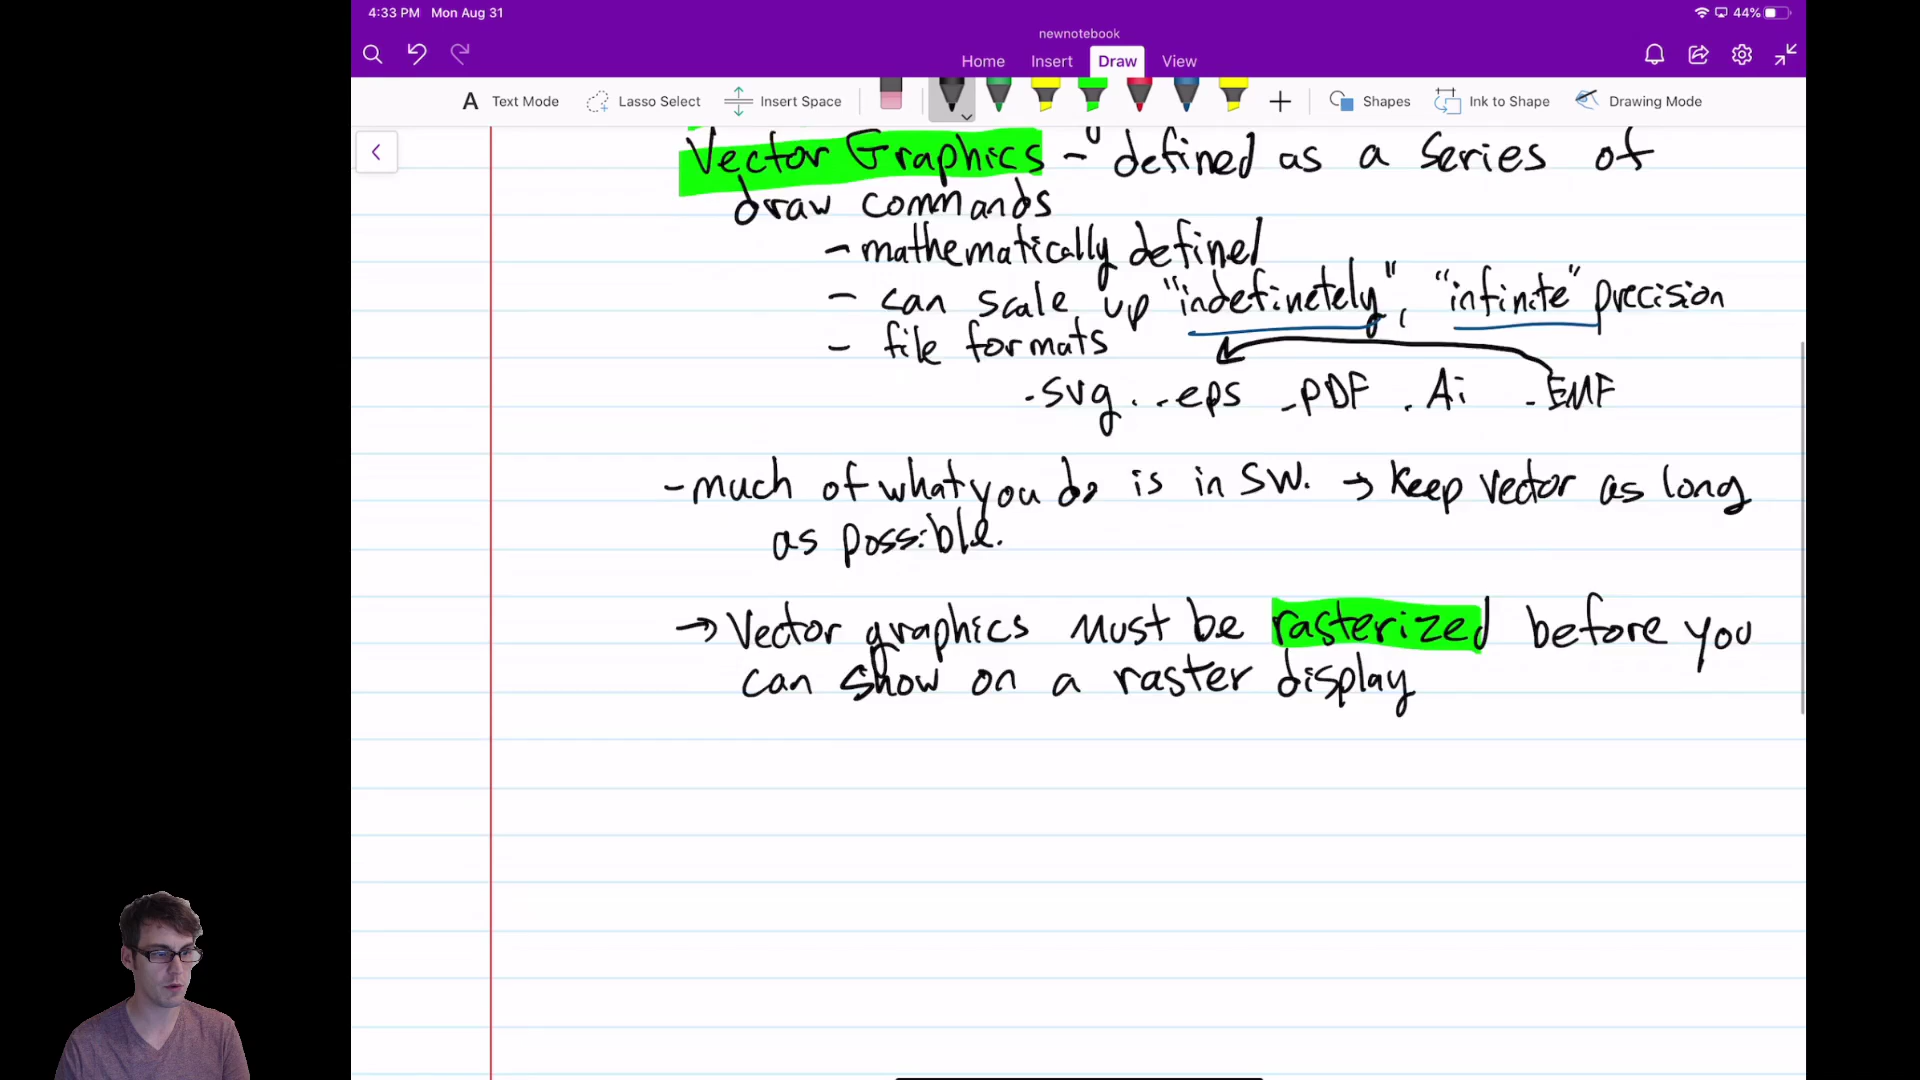 4:33 PM Mon Aug 31
44%
newnotebook
Home Insert Draw View
A Text Mode Lasso Select Insert Space Shapes Ink to Shape Drawing Mode
Vector Graphics - defined as a series of
draw commands
- mathematically defined
- can scale up "indefinetely", "infinite" precision
- file formats
.svg . .eps .PDF . Ai . EMF
- much of what you do is in SW. → Keep vector as long
as possible.
→ Vector graphics must be rasterized before you
can show on a raster display